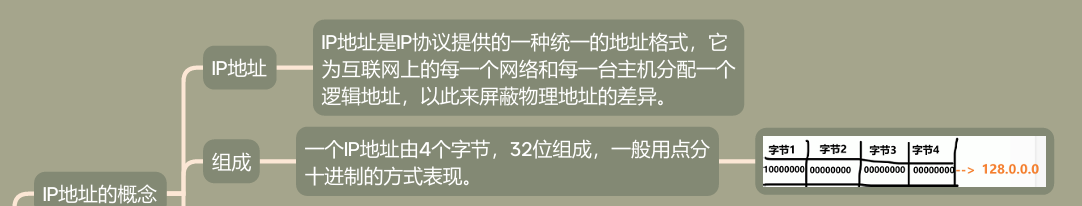 IP地址是IP协议提供的一种统一的地址格式，它
为互联网上的每一个网络和每一台主机分配一个
逻辑地址，以此来屏蔽物理地址的差异。
IP地址
一个IP地址由4个字节，32位组成，一般用点分
十进制的方式表现。
组成
字节1 字节2 字节3 字节4
10000000 00000000 00000000 00000000 --> 128.0.0.0
IP地址的概念